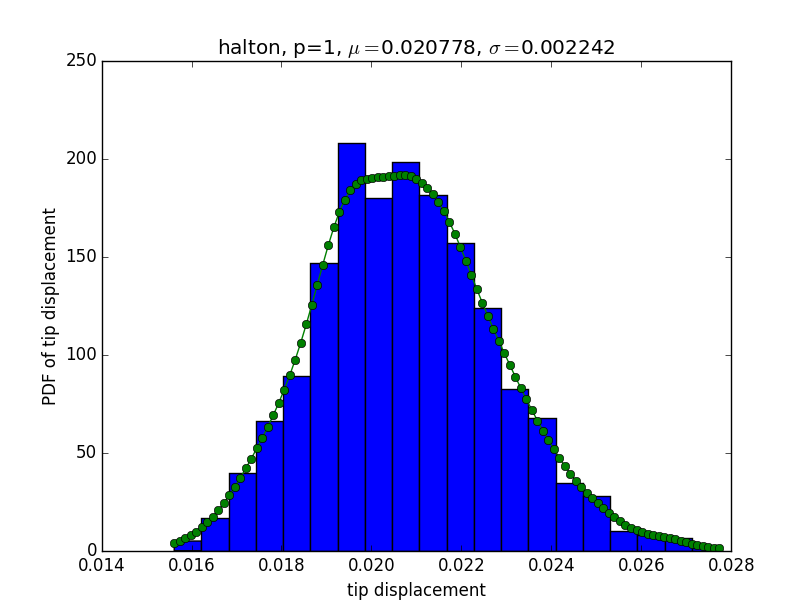 halton, p=1, μ=0.020778, σ=0.002242
250
200
150
100
50
0
PDF of tip displacement
0.014 0.016 0.018 0.020 0.022 0.024 0.026 0.028
tip displacement